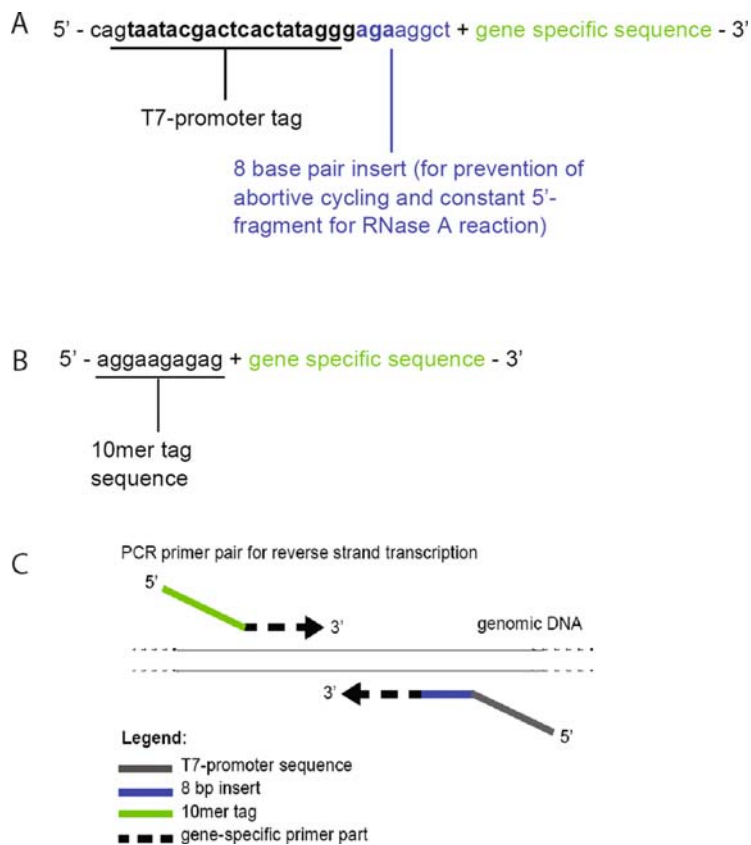 A
5' - cagtaatacgactcactatagggagaaggct + gene specific sequence - 3'
T7-promoter tag
8 base pair insert (for prevention of
abortive cycling and constant 5'-
fragment for RNase A reaction)
B
5' - aggaagagag + gene specific sequence - 3'
10mer tag
sequence
C
PCR primer pair for reverse strand transcription
5'
3'
genomic DNA
3'
5'
Legend:
T7-promoter sequence
8 bp insert
10mer tag
gene-specific primer part